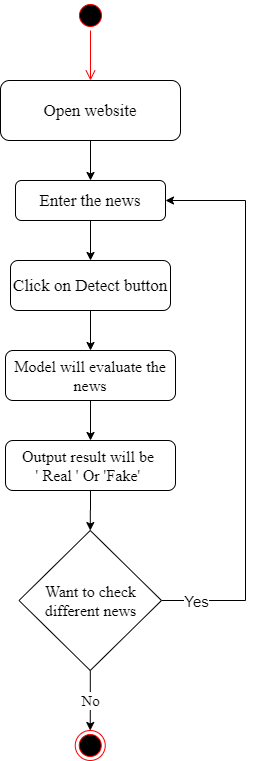 Open website
Enter the news
Click on Detect button
Model will evaluate the
news
Output result will be
' Real ' Or 'Fake'
Want to check
different news
Yes
No